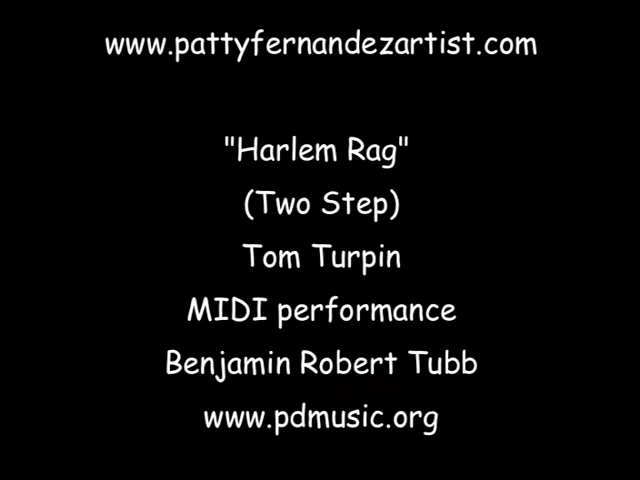 www.pattyfernandezartist.com
"Harlem Rag"
(Two Step)
Tom Turpin
MIDI performance
Benjamin Robert Tubb
www.pdmusic.org